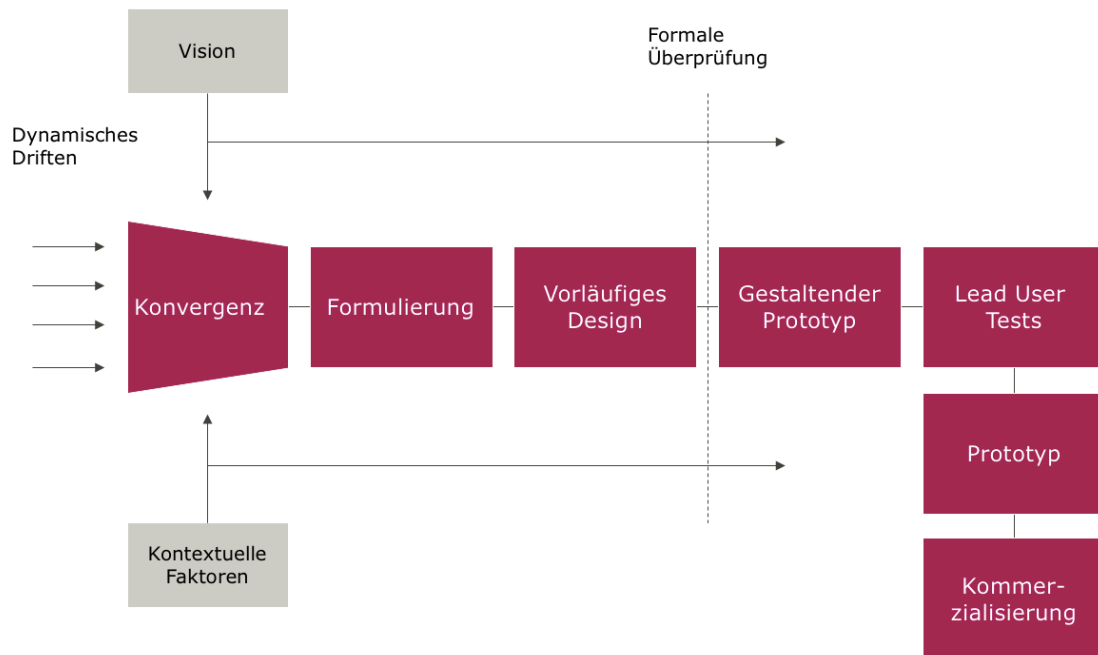 Vision
Formale
Überprüfung
Dynamisches
Driften
Konvergenz
Formulierung
Vorläufiges
Design
Gestaltender
Prototyp
Lead User
Tests
Prototyp
Kontextuelle
Faktoren
Kommer-
zialisierung